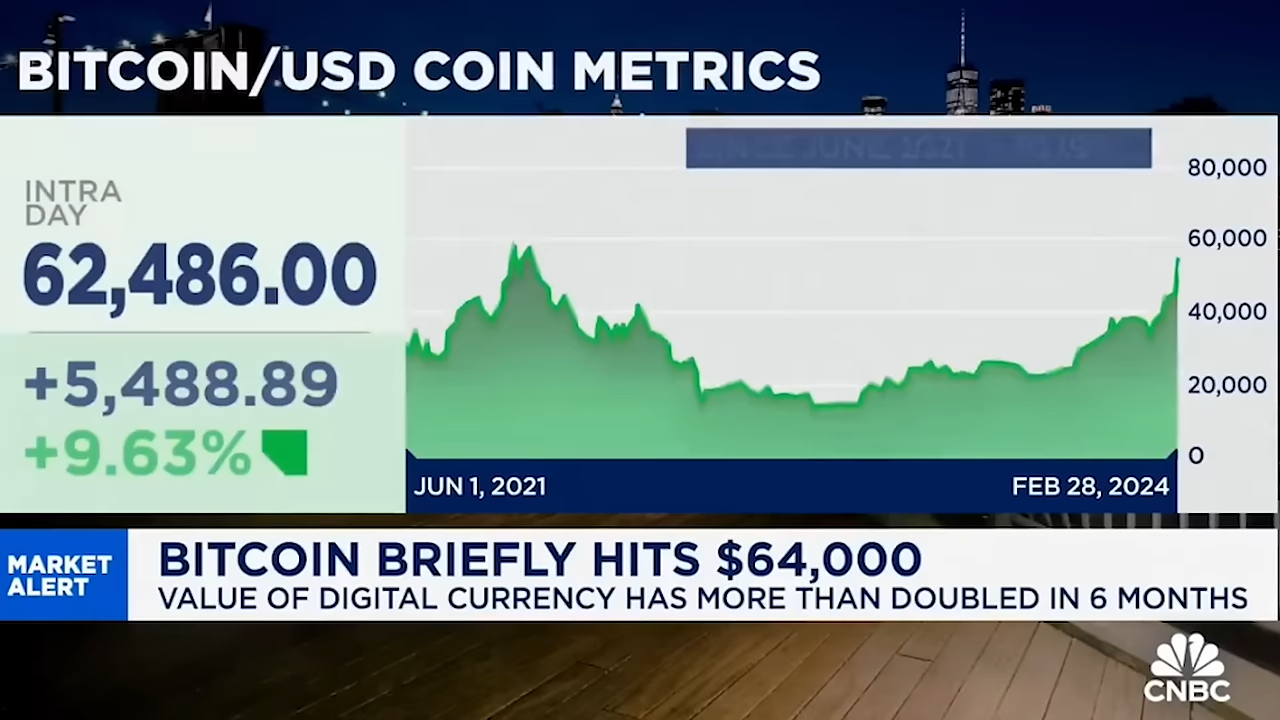 BITCOIN/USD COIN METRICS
INTRA
DAY
62,486.00
+5,488.89
+9.63%
80,000
60,000
40,000
20,000
0
JUN 1, 2021
FEB 28, 2024
MARKET
ALERT
BITCOIN BRIEFLY HITS $64,000
VALUE OF DIGITAL CURRENCY HAS MORE THAN DOUBLED IN 6 MONTHS
CNBC